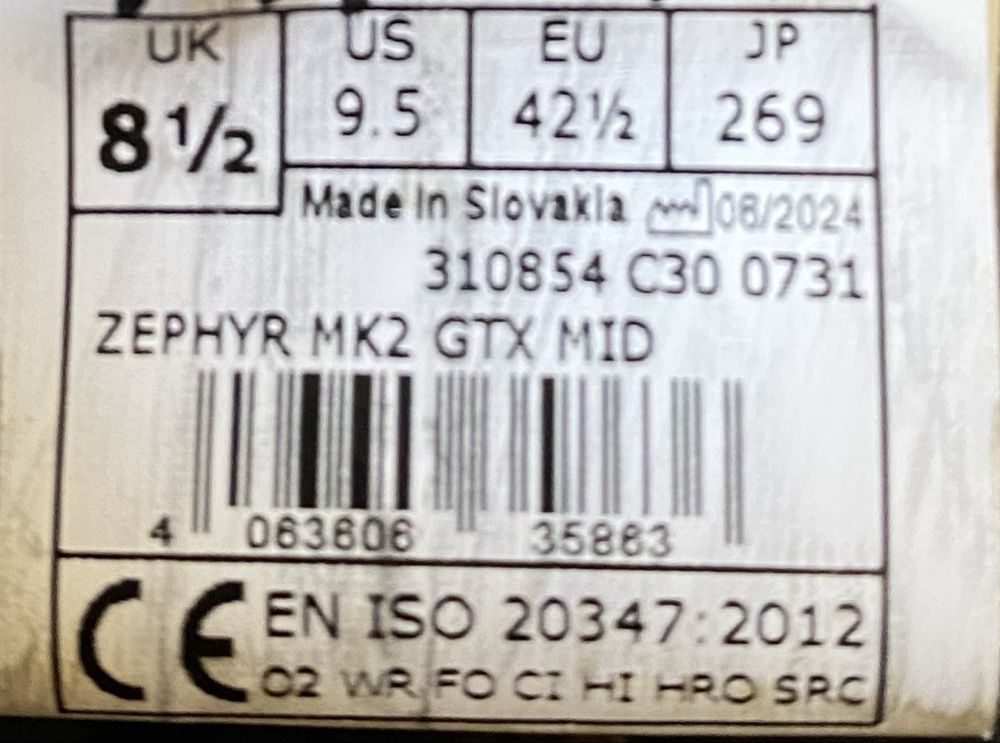 UK US EU JP
8½ 9.5 42½ 269
Made in Slovakia 08/2024
310854 C30 0731
ZEPHYR MK2 GTX MID
4 063606 35863
CE EN ISO 20347:2012
O2 WR FO CI HI HRO SRC